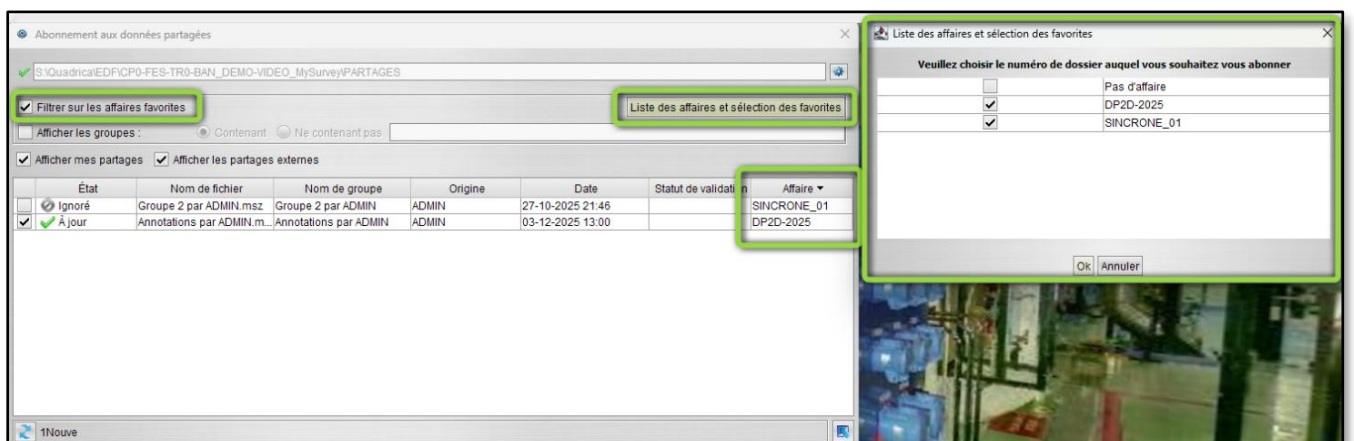 Abonnement aux données partagées
S:\Quadrica\EDF\CP0-FES-TR0-BAN_DEMO-VIDEO_MySurvey\PARTAGES
Filtrer sur les affaires favorites
Liste des affaires et sélection des favorites
Afficher les groupes : Contenant Ne contenant pas
Afficher mes partages Afficher les partages externes
État Nom de fichier Nom de groupe Origine Date Statut de validation Affaire
Ignoré Groupe 2 par ADMIN.msz Groupe 2 par ADMIN ADMIN 27-10-2025 21:46 SINCRONE_01
À jour Annotations par ADMIN.m... Annotations par ADMIN ADMIN 03-12-2025 13:00 DP2D-2025
1Nouve
Liste des affaires et sélection des favorites
Veuillez choisir le numéro de dossier auquel vous souhaitez vous abonner
Pas d'affaire
DP2D-2025
SINCRONE_01
Ok Annuler